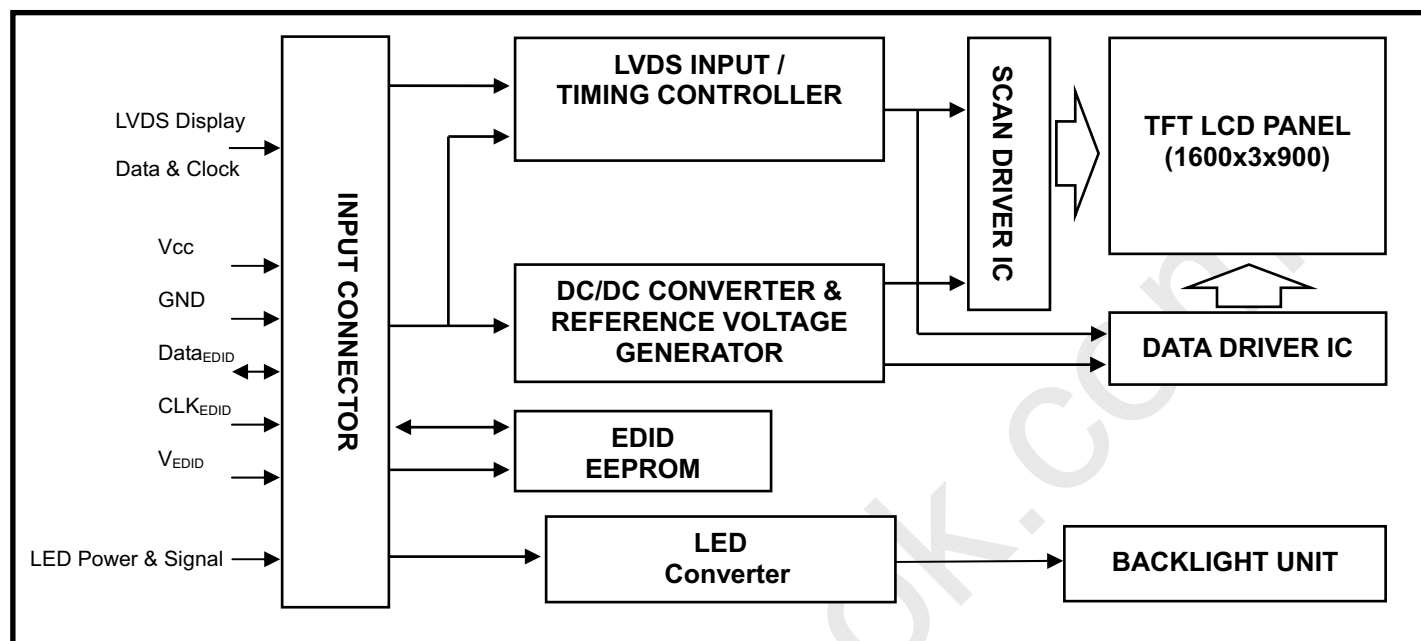 LVDS Display
Data & Clock
Vcc
GND
DataEDID
CLKEDID
VEDID
LED Power & Signal
INPUT CONNECTOR
LVDS INPUT /
TIMING CONTROLLER
DC/DC CONVERTER &
REFERENCE VOLTAGE
GENERATOR
EDID
EEPROM
LED
Converter
SCAN DRIVER IC
TFT LCD PANEL
(1600x3x900)
DATA DRIVER IC
BACKLIGHT UNIT